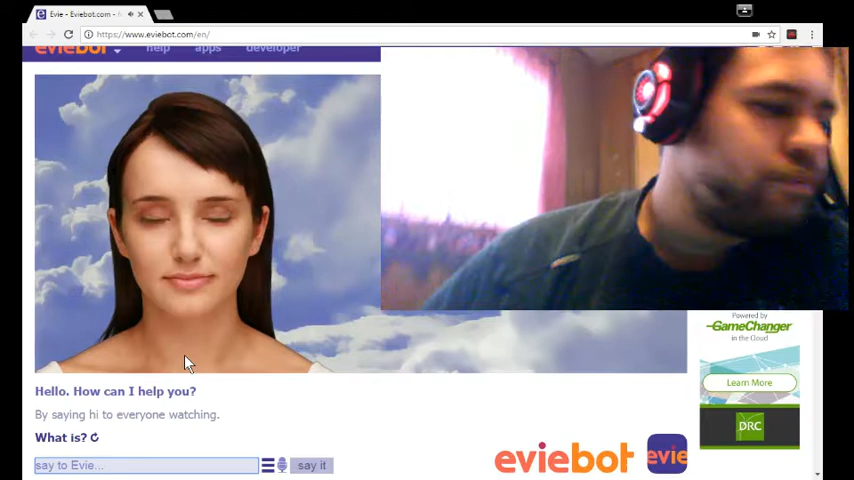 Evie - Eviebot.com - A
https://www.eviebot.com/en/
eviebot
help
apps
developer
Powered by
GameChanger
in the Cloud
Learn More
DRC
Hello. How can I help you?
By saying hi to everyone watching.
What is?
say to Evie...
say it
eviebot
evie